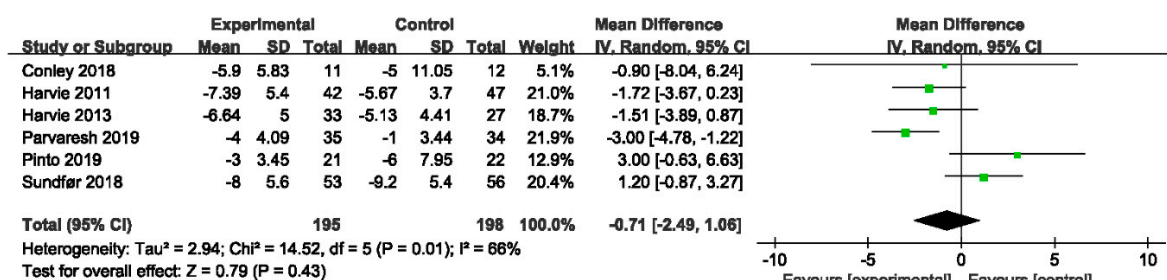 Experimental Control Mean Difference Mean Difference
Study or Subgroup Mean SD Total Mean SD Total Weight IV, Random, 95% CI IV, Random, 95% CI
Conley 2018 -5.9 5.83 11 -5 11.05 12 5.1% -0.90 [-8.04, 6.24]
Harvie 2011 -7.39 5.4 42 -5.67 3.7 47 21.0% -1.72 [-3.67, 0.23]
Harvie 2013 -6.64 5 33 -5.13 4.41 27 18.7% -1.51 [-3.89, 0.87]
Parvaresh 2019 -4 4.09 35 -1 3.44 34 21.9% -3.00 [-4.78, -1.22]
Pinto 2019 -3 3.45 21 -6 7.95 22 12.9% 3.00 [-0.63, 6.63]
Sundfør 2018 -8 5.6 53 -9.2 5.4 56 20.4% 1.20 [-0.87, 3.27]
Total (95% CI) 195 198 100.0% -0.71 [-2.49, 1.06]
Heterogeneity: Tau² = 2.94; Chi² = 14.52, df = 5 (P = 0.01); I² = 66%
Test for overall effect: Z = 0.79 (P = 0.43)
-10 -5 0 5 10
Favours [experimental] Favours [control]